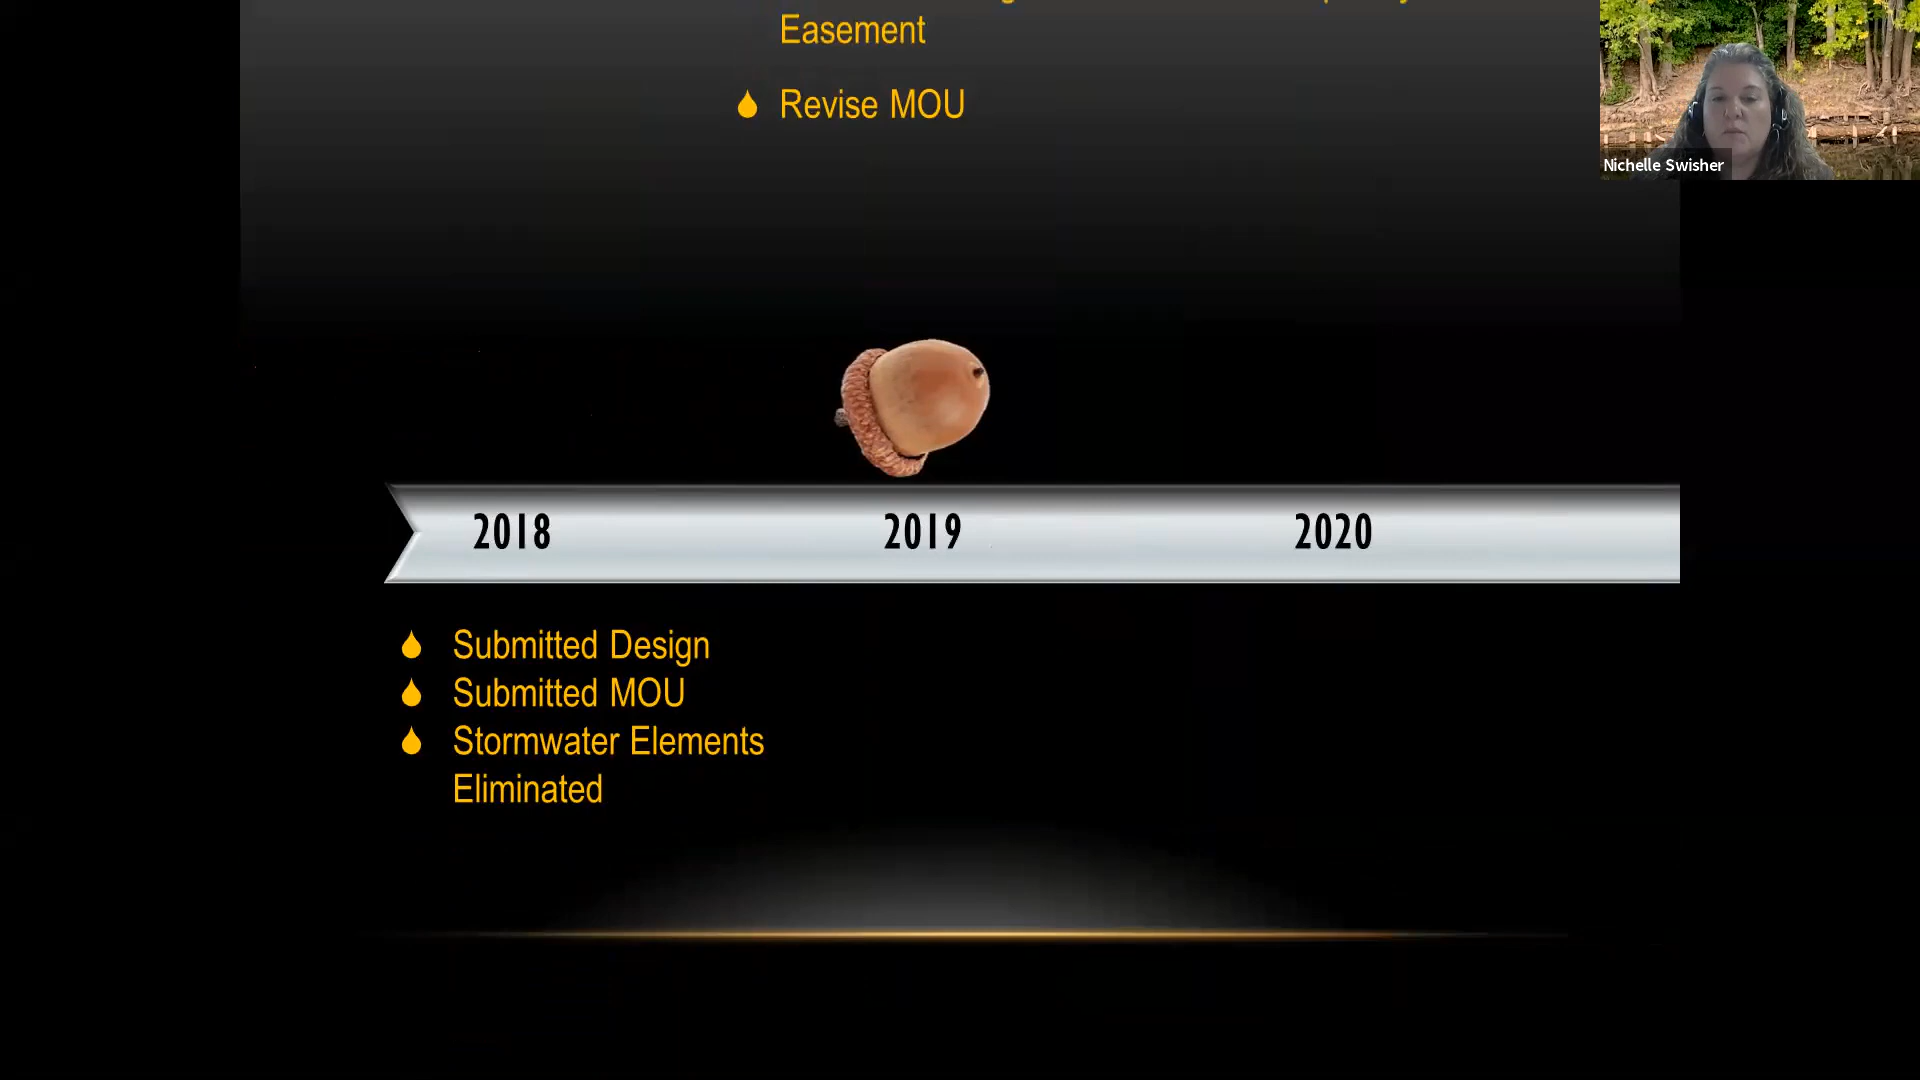 Easement
Revise MOU
Nichelle Swisher
2018 2019 2020
Submitted Design
Submitted MOU
Stormwater Elements
Eliminated